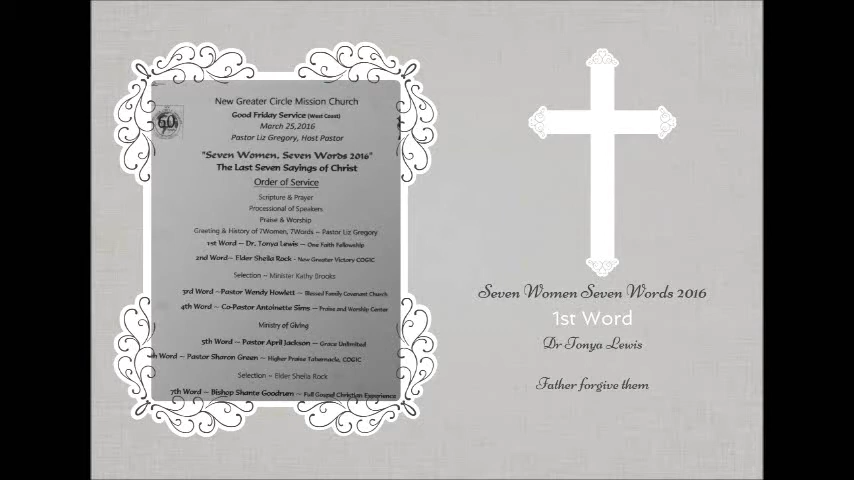 New Greater Circle Mission Church
Good Friday Service (West Coast)
March 25,2016
Pastor Liz Gregory, Host Pastor
"Seven Women, Seven Words 2016"
The Last Seven Sayings of Christ
Order of Service
Scripture & Prayer
Processional of Speakers
Praise & Worship
Greeting & History of 7Women, 7Words ~ Pastor Liz Gregory
1st Word ~ Dr. Tonya Lewis ~ One Faith Fellowship
2nd Word~ Elder Sheila Rock - New Greater Victory COGIC
Selection ~ Minister Kathy Brooks
3rd Word ~Pastor Wendy Howlett ~ Blessed Family Covenant Church
4th Word ~ Co-Pastor Antoinette Sims ~ Praise and Worship Center
Ministry of Giving
5th Word ~ Pastor April Jackson ~ Grace Unlimited
Word ~ Pastor Sharon Green ~ Higher Praise Tabernacle, COGIC
Selection ~ Elder Sheila Rock
7th Word ~ Bishop Shante Goodrum ~ Full Gospel Christian Experience
Seven Women Seven Words 2016
1st Word
Dr Tonya Lewis
Father forgive them